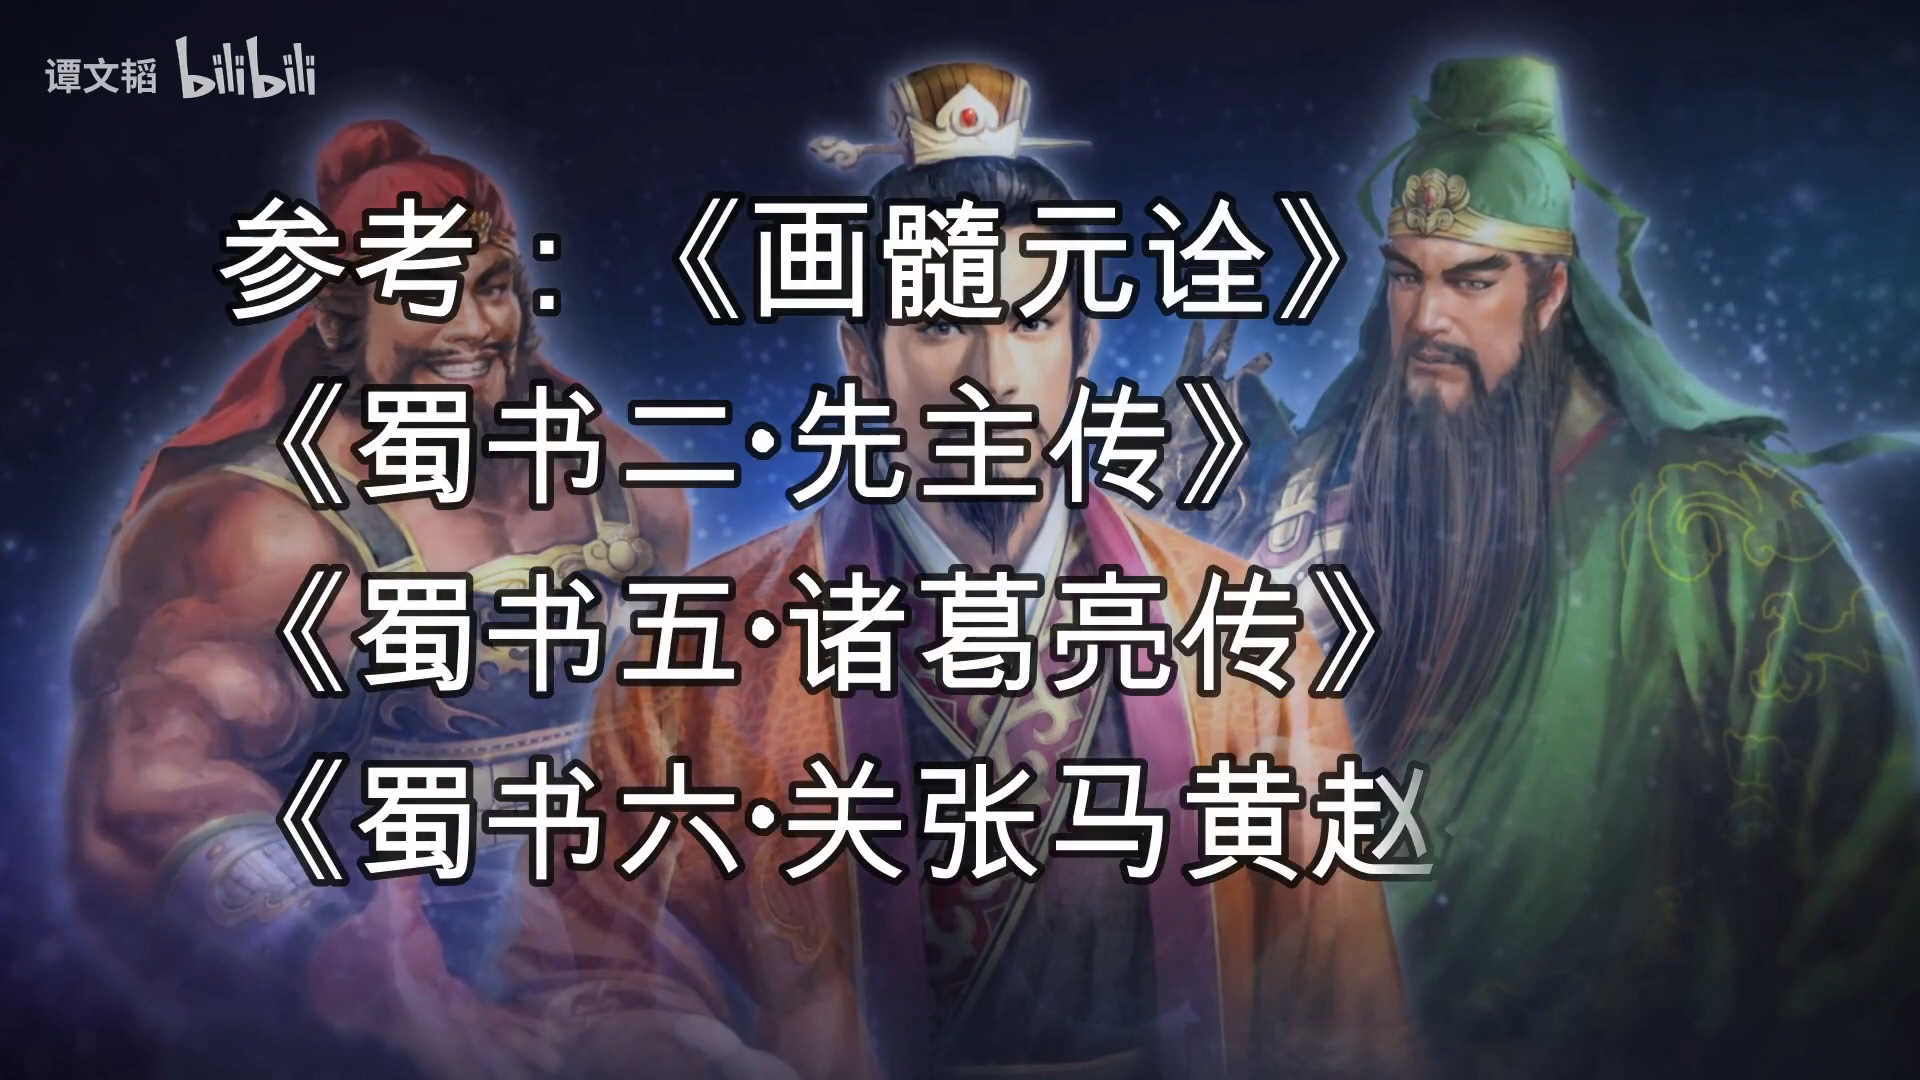 谭文韬 bilibili
参考：《画髓元诠》
《蜀书二·先主传》
《蜀书五·诸葛亮传》
《蜀书六·关张马黄赵